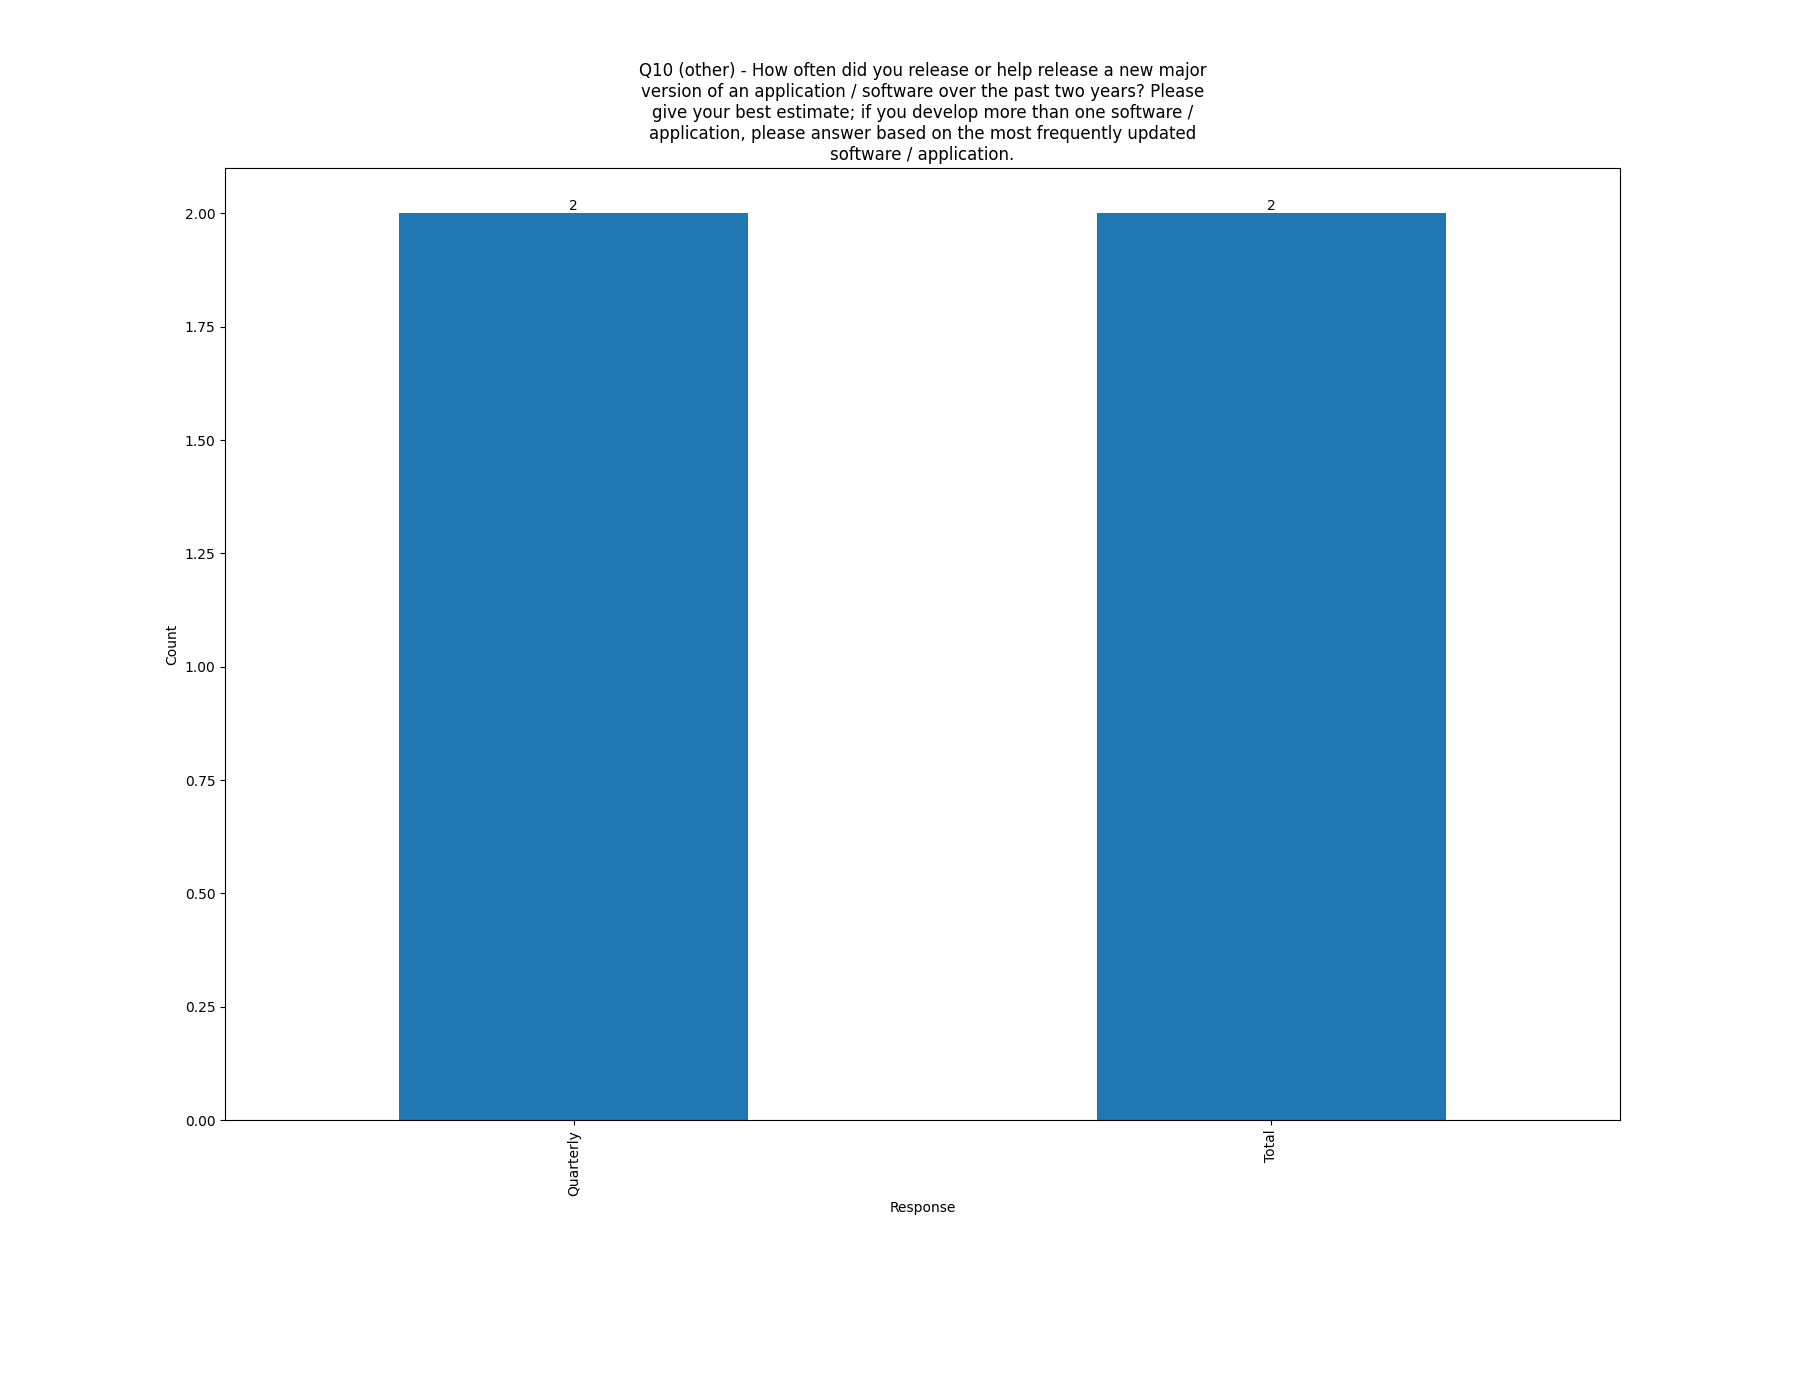 Q10 (other) - How often did you release or help release a new major
version of an application / software over the past two years? Please
give your best estimate; if you develop more than one software /
application, please answer based on the most frequently updated
software / application.
2
2
2.00
1.75
1.50
1.25
1.00
0.75
0.50
0.25
0.00
Count
Quarterly
Total
Response